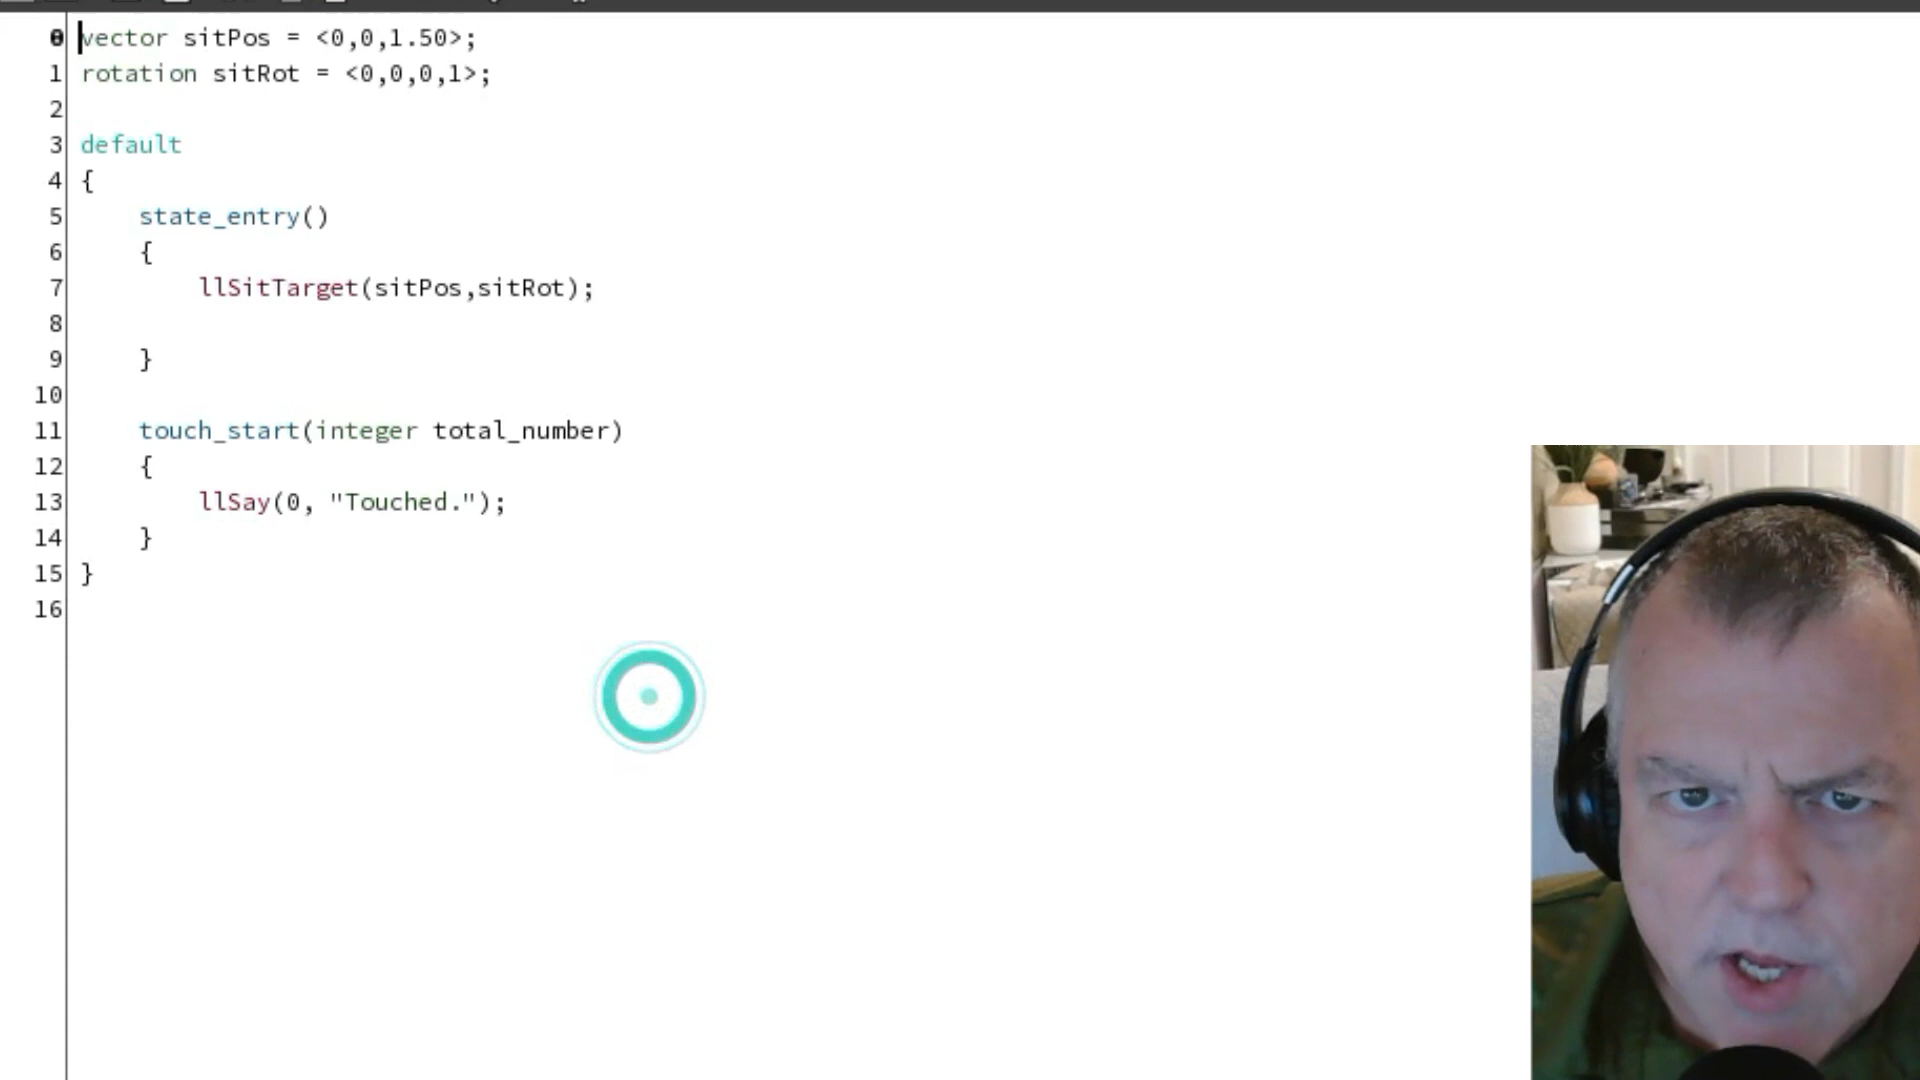 0 vector sitPos = <0,0,1.50>;
1 rotation sitRot = <0,0,0,1>;
2
3 default
4 {
5     state_entry()
6     {
7         llSitTarget(sitPos,sitRot);
8
9     }
10
11     touch_start(integer total_number)
12     {
13         llSay(0, "Touched.");
14     }
15 }
16